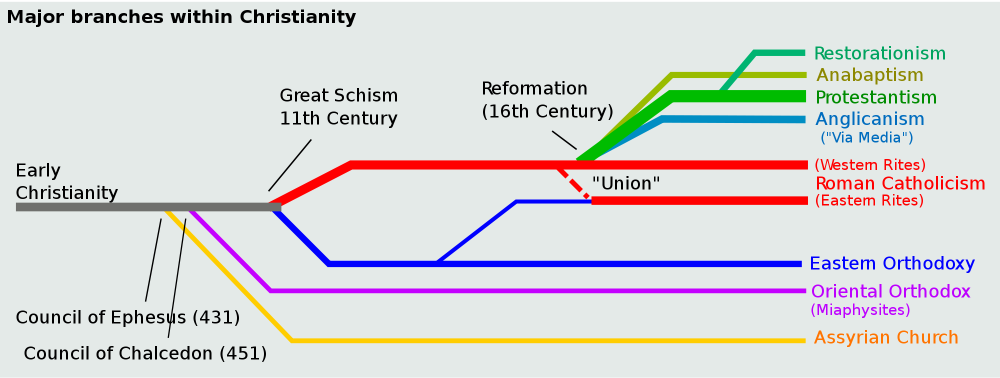 Major branches within Christianity
Restorationism
Anabaptism
Protestantism
Anglicanism
("Via Media")
Reformation
(16th Century)
Great Schism
11th Century
Early
Christianity
(Western Rites)
"Union"
Roman Catholicism
(Eastern Rites)
Eastern Orthodoxy
Oriental Orthodox
(Miaphysites)
Council of Ephesus (431)
Assyrian Church
Council of Chalcedon (451)